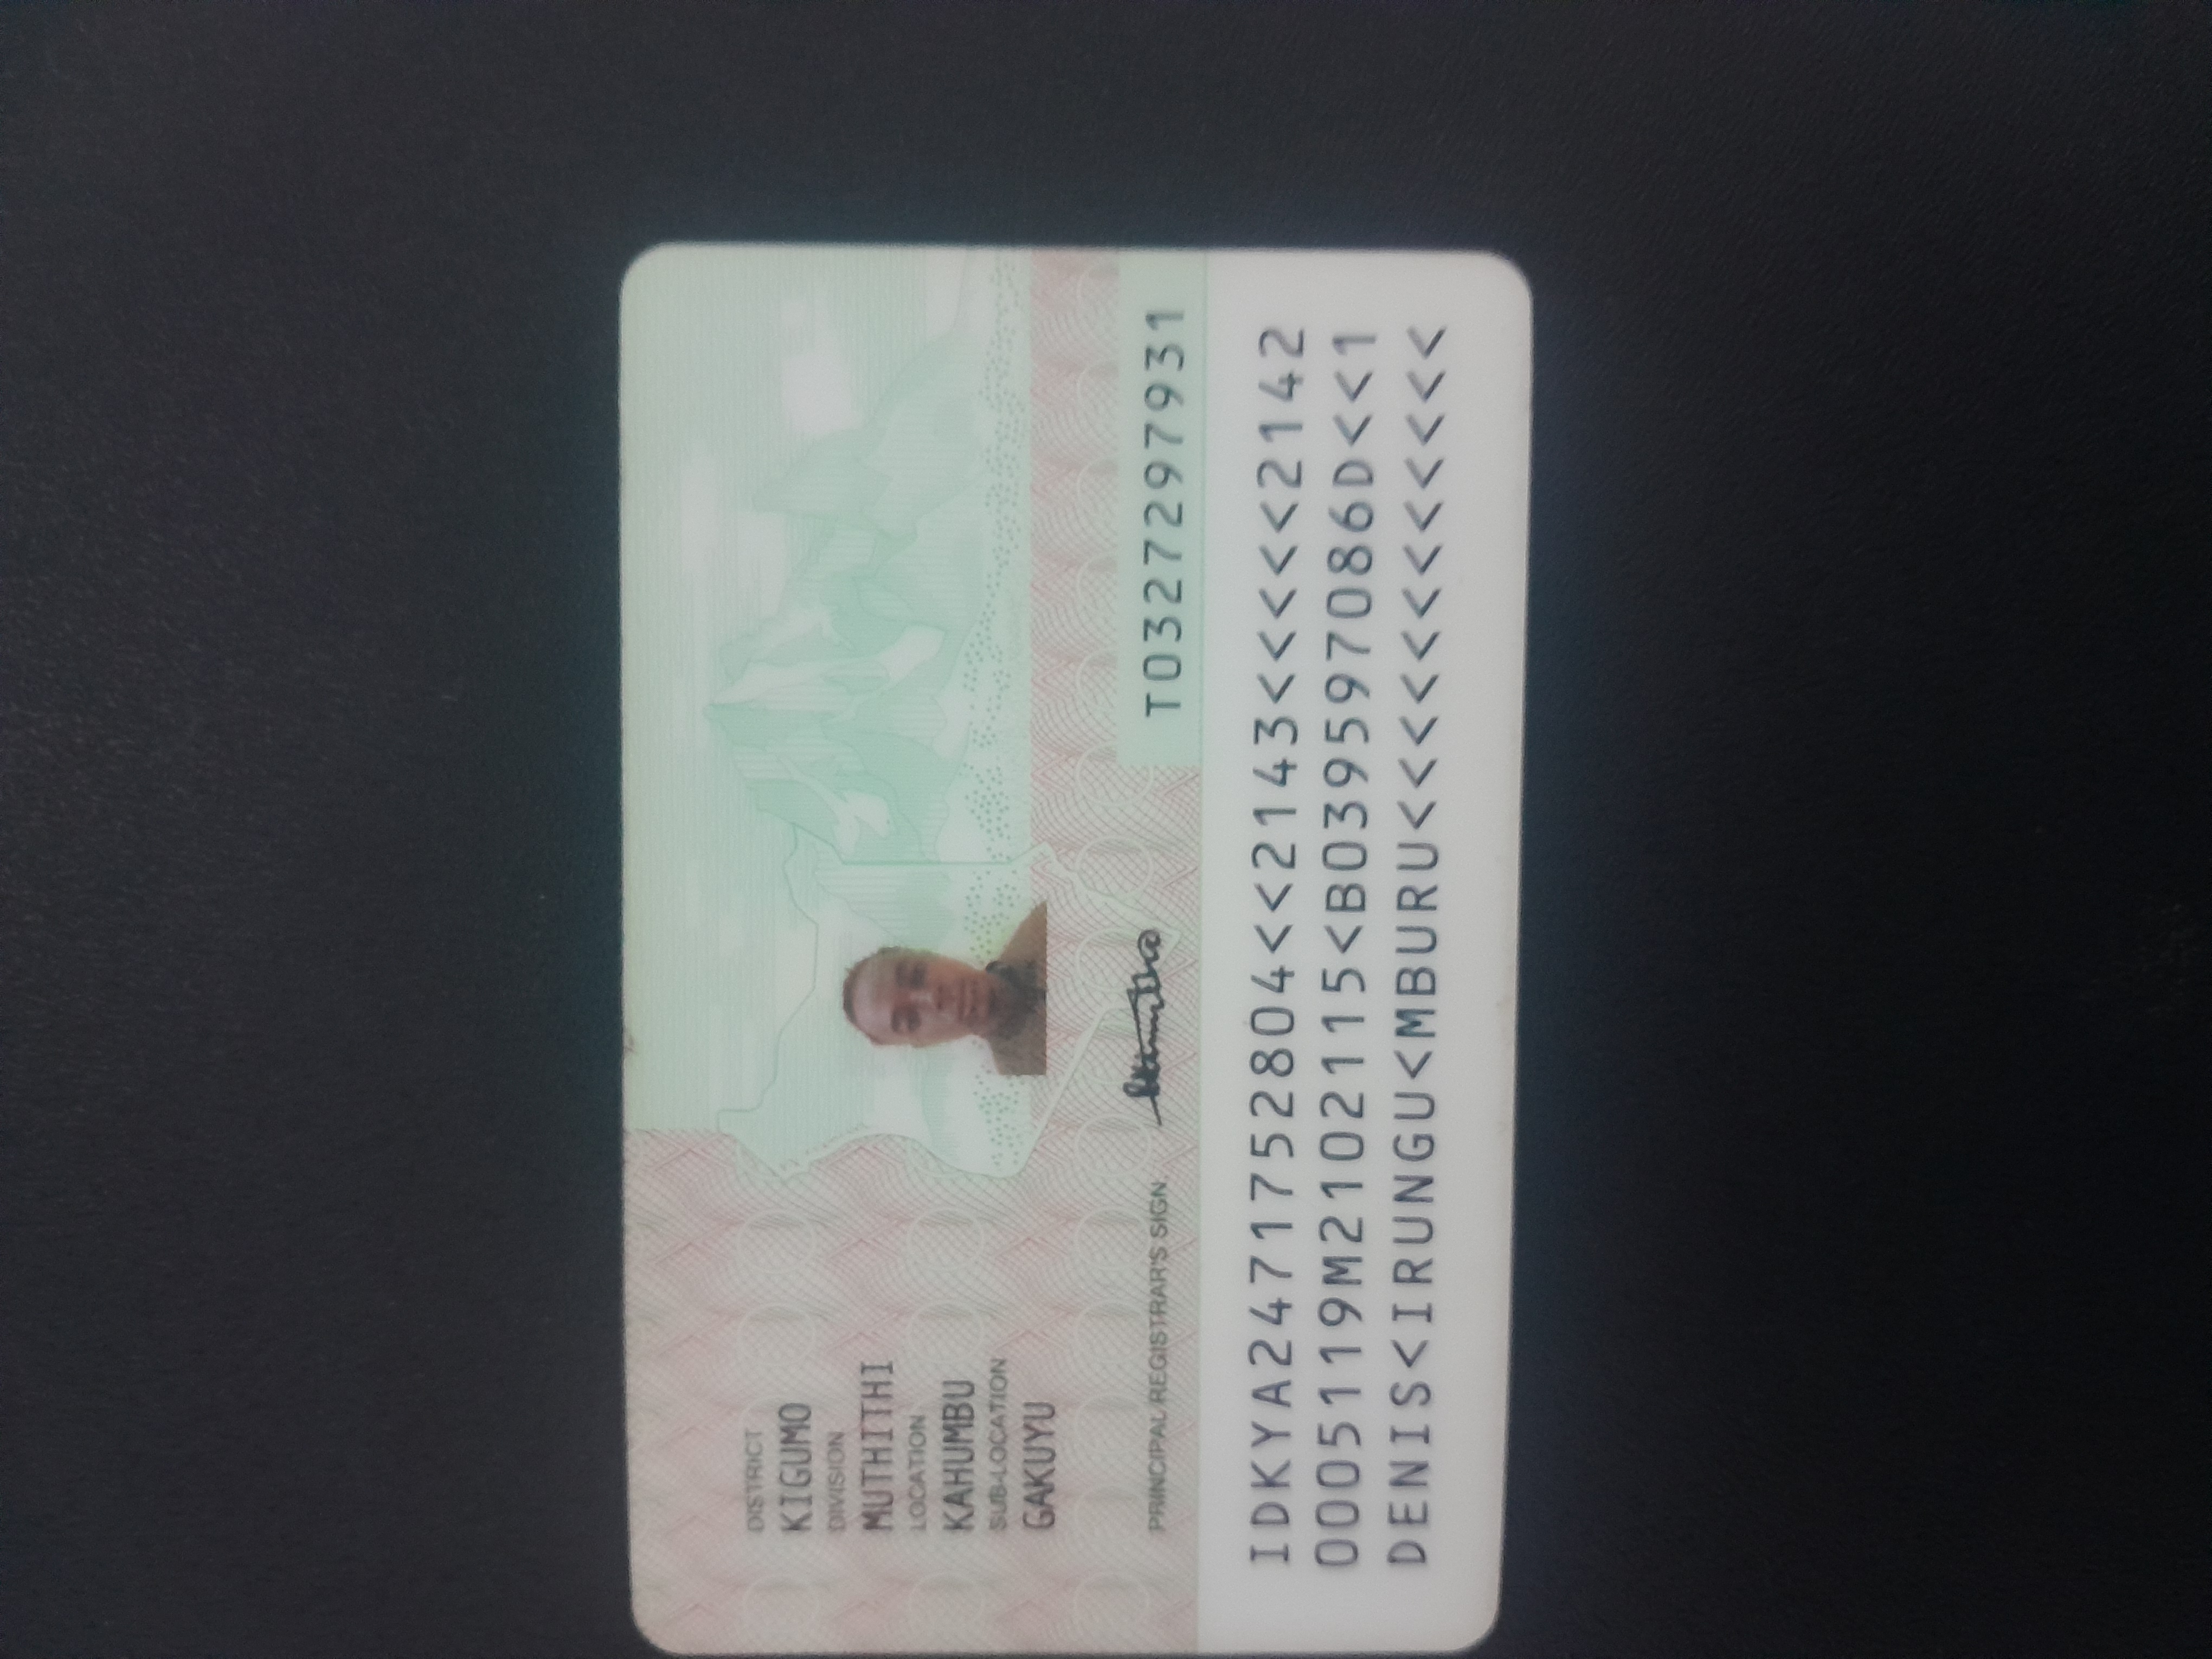 DISTRICT
KIGUMO
DIVISION
MUTHITHI
LOCATION
KAHUMBU
SUB-LOCATION
GAKUYU
PRINCIPAL REGISTRAR'S SIGN.
T0327297931
IDKYA2471752804<<2143<<<<<2142
0005119M2102115<B039597086D<<1
DENIS<IRUNGU<MBURU<<<<<<<<<<<<